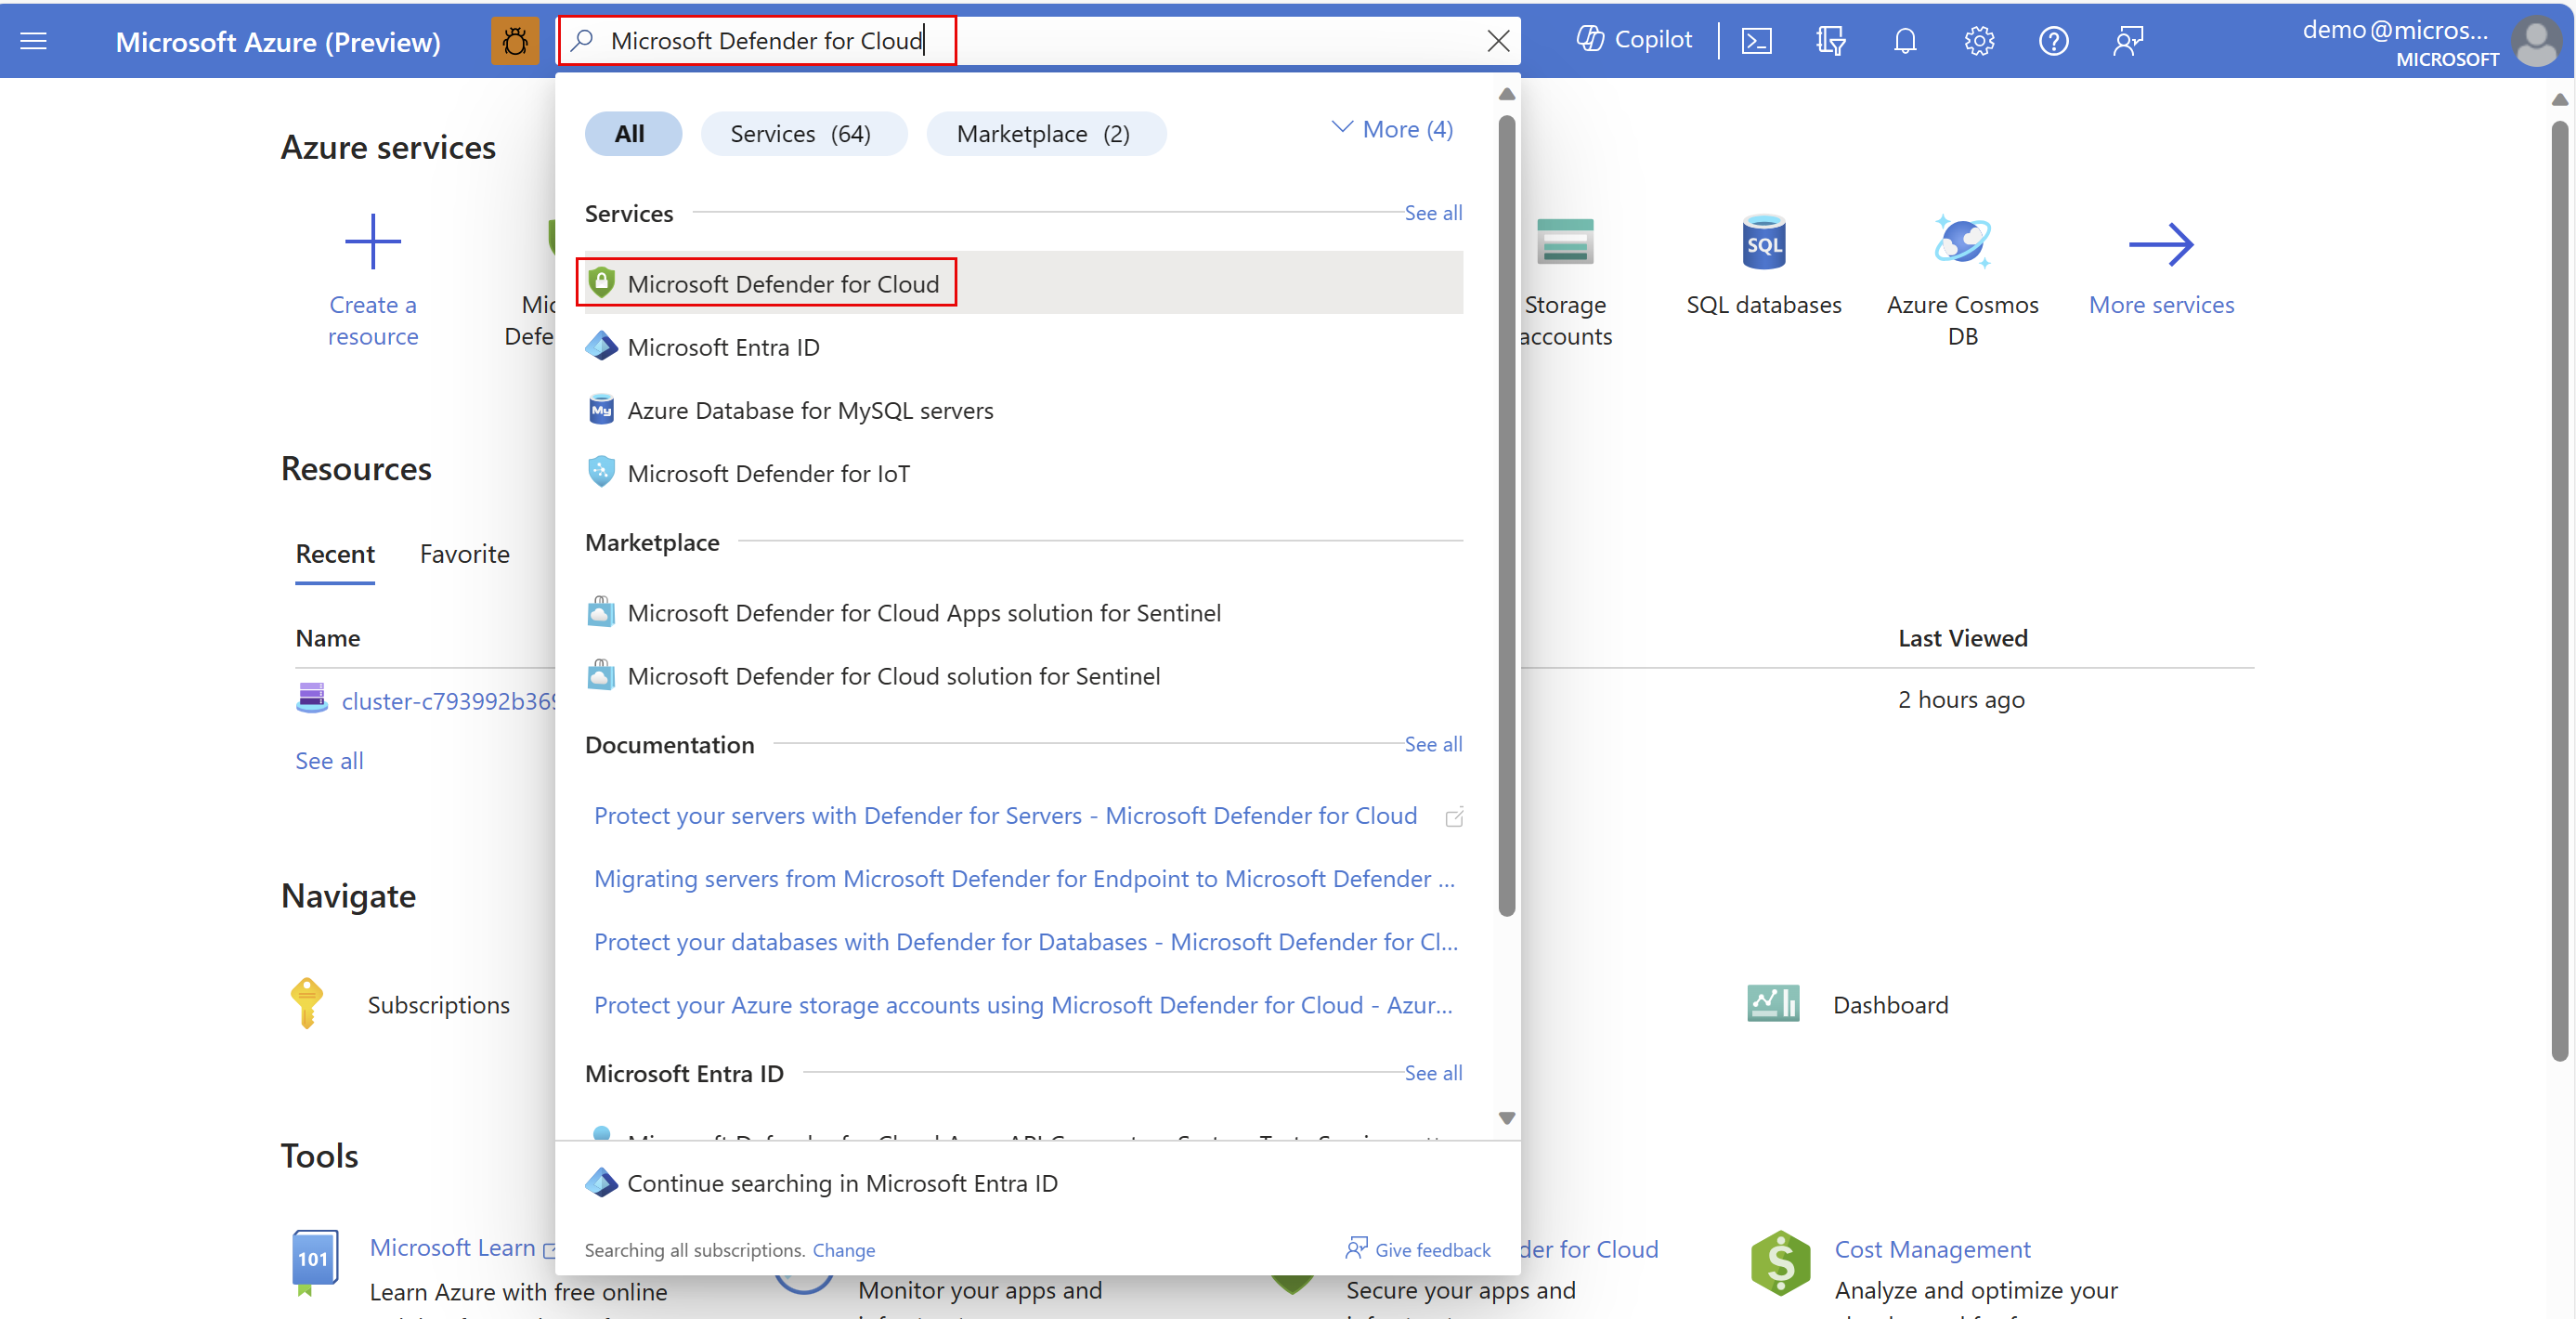 Microsoft Azure (Preview)
Microsoft Defender for Cloud
Copilot
demo@micros...
MICROSOFT
All
Services (64)
Marketplace (2)
More (4)
Azure services
Services
See all
Create a
resource
Mic
Defe
Microsoft Defender for Cloud
Microsoft Entra ID
My
Azure Database for MySQL servers
Microsoft Defender for IoT
Storage
accounts
SQL
SQL databases
Azure Cosmos
DB
More services
Resources
Recent
Favorite
Marketplace
Microsoft Defender for Cloud Apps solution for Sentinel
Microsoft Defender for Cloud solution for Sentinel
Name
Last Viewed
cluster-c793992b369
2 hours ago
See all
Documentation
See all
Protect your servers with Defender for Servers - Microsoft Defender for Cloud
Migrating servers from Microsoft Defender for Endpoint to Microsoft Defender ...
Protect your databases with Defender for Databases - Microsoft Defender for Cl...
Protect your Azure storage accounts using Microsoft Defender for Cloud - Azur...
Navigate
Subscriptions
Dashboard
Microsoft Entra ID
See all
Continue searching in Microsoft Entra ID
Searching all subscriptions. Change
Give feedback
Tools
101
Microsoft Learn
Learn Azure with free online
Monitor your apps and
der for Cloud
Secure your apps and
$
Cost Management
Analyze and optimize your